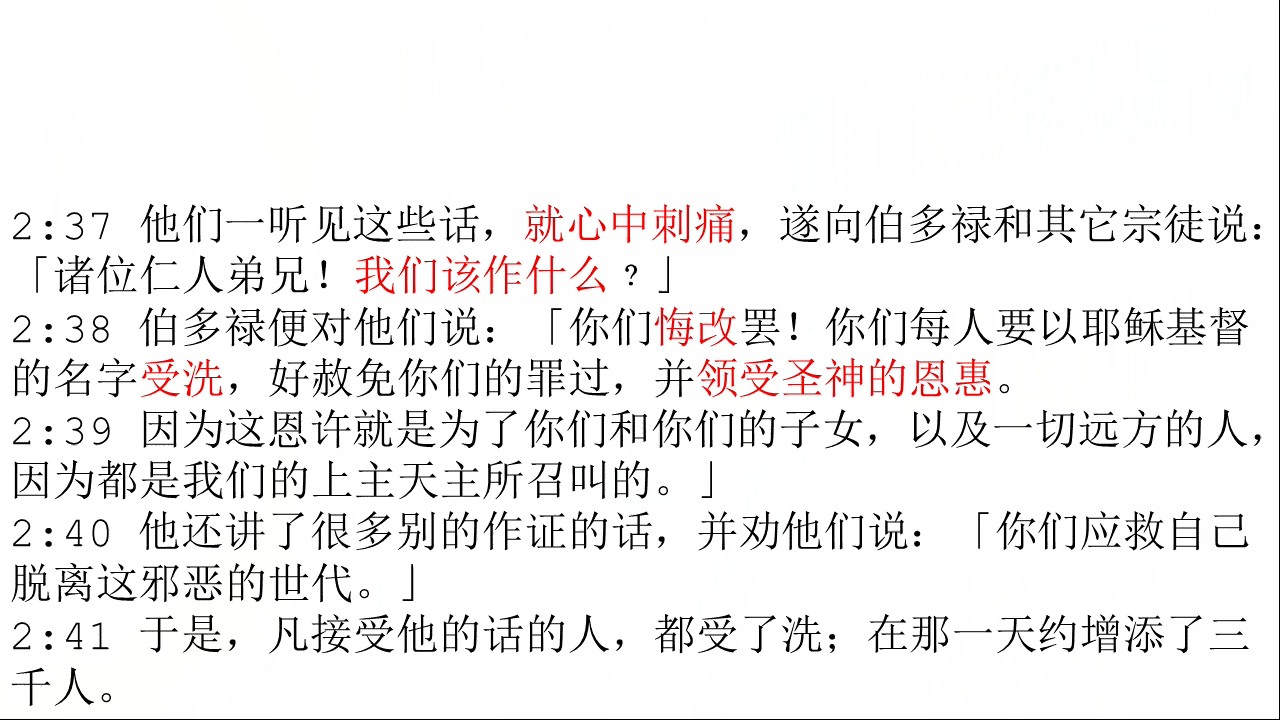 2:37 他们一听见这些话，就心中刺痛，遂向伯多禄和其它宗徒说：
「诸位仁人弟兄！我们该作什么﹖」
2:38 伯多禄便对他们说：「你们悔改罢！你们每人要以耶稣基督
的名字受洗，好赦免你们的罪过，并领受圣神的恩惠。
2:39 因为这恩许就是为了你们和你们的子女，以及一切远方的人，
因为都是我们的上主天主所召叫的。」
2:40 他还讲了很多别的作证的话，并劝他们说：「你们应救自己
脱离这邪恶的世代。」
2:41 于是，凡接受他的话的人，都受了洗；在那一天约增添了三
千人。